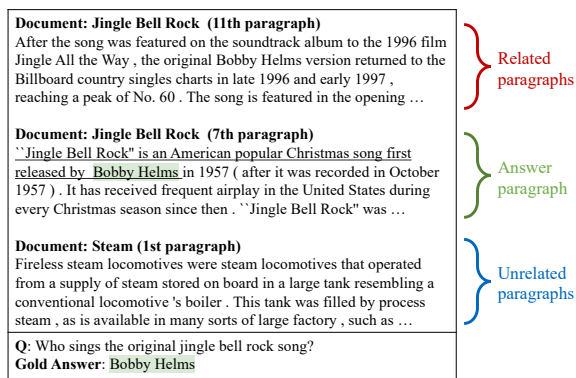 Document: Jingle Bell Rock (11th paragraph)
After the song was featured on the soundtrack album to the 1996 film
Jingle All the Way , the original Bobby Helms version returned to the
Billboard country singles charts in late 1996 and early 1997 ,
reaching a peak of No. 60 . The song is featured in the opening …
Related
paragraphs
Document: Jingle Bell Rock (7th paragraph)
``Jingle Bell Rock'' is an American popular Christmas song first
released by Bobby Helms in 1957 ( after it was recorded in October
1957 ) . It has received frequent airplay in the United States during
every Christmas season since then . ``Jingle Bell Rock'' was …
Answer
paragraph
Document: Steam (1st paragraph)
Fireless steam locomotives were steam locomotives that operated
from a supply of steam stored on board in a large tank resembling a
conventional locomotive 's boiler . This tank was filled by process
steam , as is available in many sorts of large factory , such as …
Unrelated
paragraphs
Q: Who sings the original jingle bell rock song?
Gold Answer: Bobby Helms